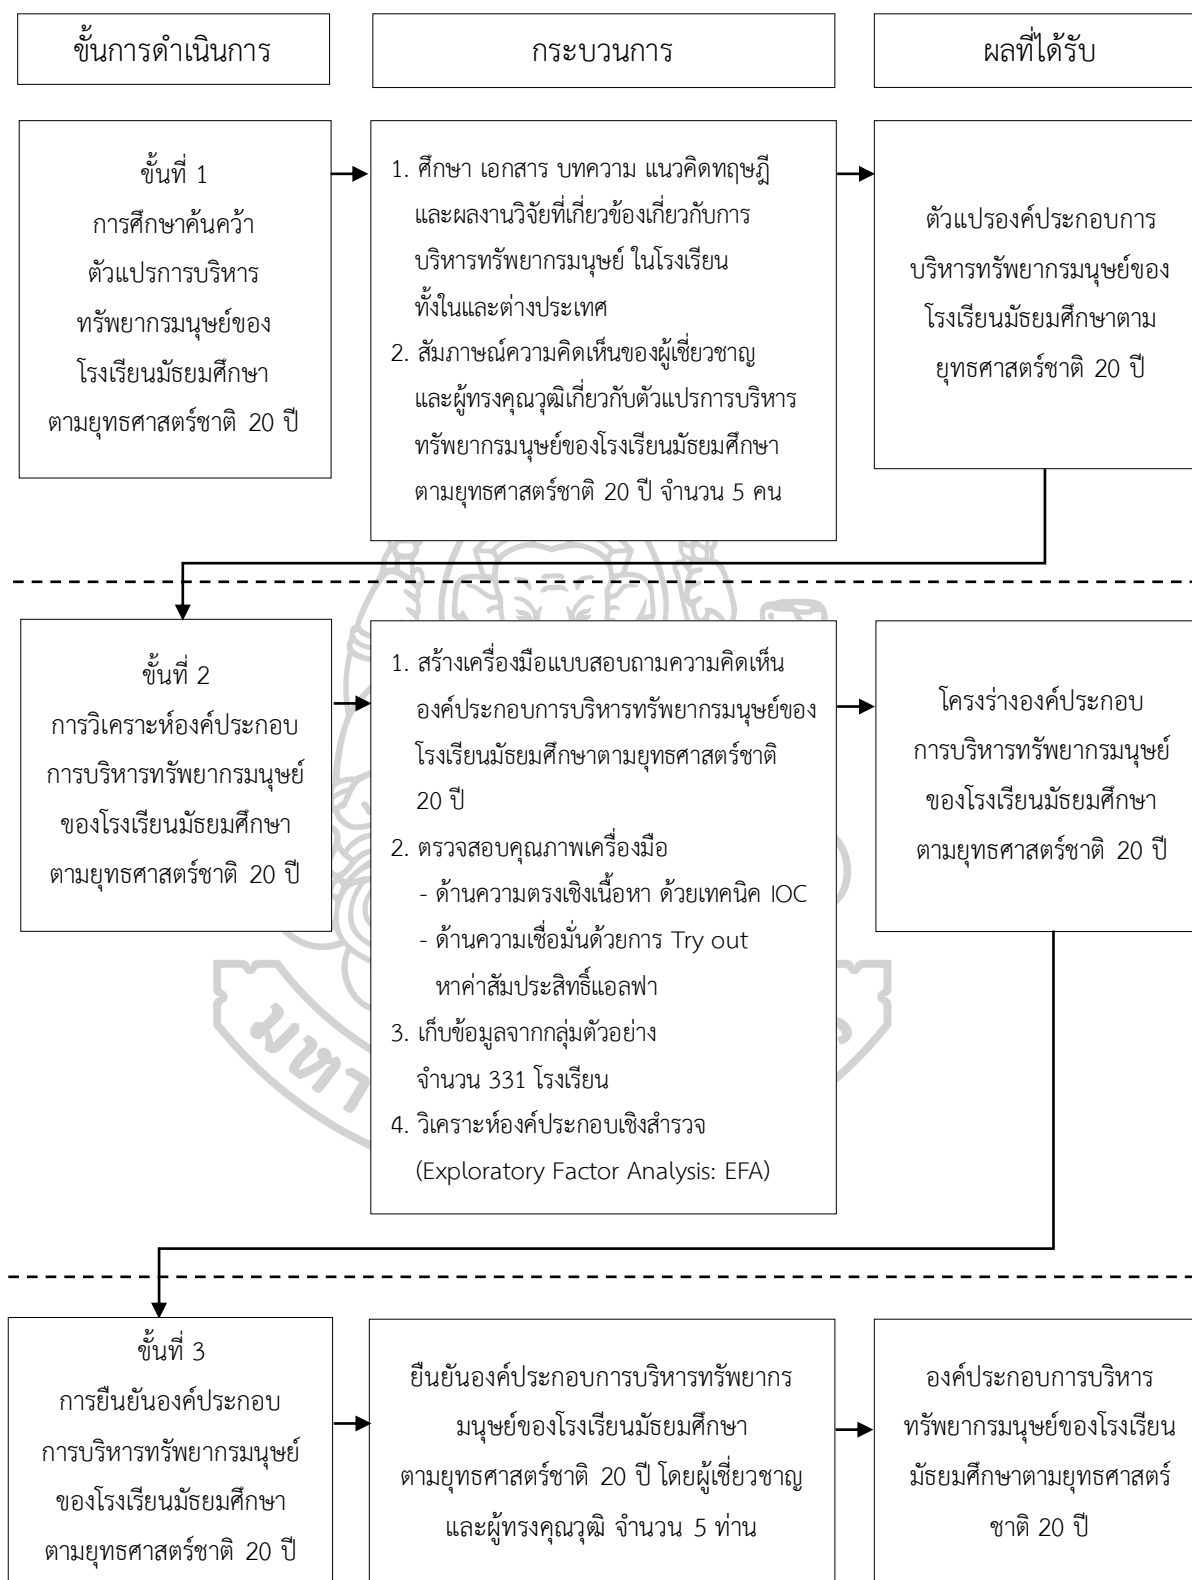 ขั้นการดำเนินการ
กระบวนการ
ผลที่ได้รับ
ขั้นที่ 1
การศึกษาค้นคว้า
ตัวแปรการบริหาร
ทรัพยากรมนุษย์ของ
โรงเรียนมัธยมศึกษา
ตามยุทธศาสตร์ชาติ 20 ปี
1. ศึกษา เอกสาร บทความ แนวคิดทฤษฎี
และผลงานวิจัยที่เกี่ยวข้องเกี่ยวกับการ
บริหารทรัพยากรมนุษย์ ในโรงเรียน
ทั้งในและต่างประเทศ
2. สัมภาษณ์ความคิดเห็นของผู้เชี่ยวชาญ
และผู้ทรงคุณวุฒิเกี่ยวกับตัวแปรการบริหาร
ทรัพยากรมนุษย์ของโรงเรียนมัธยมศึกษา
ตามยุทธศาสตร์ชาติ 20 ปี จำนวน 5 คน
ตัวแปรองค์ประกอบการ
บริหารทรัพยากรมนุษย์ของ
โรงเรียนมัธยมศึกษาตาม
ยุทธศาสตร์ชาติ 20 ปี
ขั้นที่ 2
การวิเคราะห์องค์ประกอบ
การบริหารทรัพยากรมนุษย์
ของโรงเรียนมัธยมศึกษา
ตามยุทธศาสตร์ชาติ 20 ปี
1. สร้างเครื่องมือแบบสอบถามความคิดเห็น
องค์ประกอบการบริหารทรัพยากรมนุษย์ของ
โรงเรียนมัธยมศึกษาตามยุทธศาสตร์ชาติ
20 ปี
2. ตรวจสอบคุณภาพเครื่องมือ
- ด้านความตรงเชิงเนื้อหา ด้วยเทคนิค IOC
- ด้านความเชื่อมั่นด้วยการ Try out
หาค่าสัมประสิทธิ์แอลฟา
3. เก็บข้อมูลจากกลุ่มตัวอย่าง
จำนวน 331 โรงเรียน
4. วิเคราะห์องค์ประกอบเชิงสำรวจ
(Exploratory Factor Analysis: EFA)
โครงร่างองค์ประกอบ
การบริหารทรัพยากรมนุษย์
ของโรงเรียนมัธยมศึกษา
ตามยุทธศาสตร์ชาติ 20 ปี
มหา
ขั้นที่ 3
การยืนยันองค์ประกอบ
การบริหารทรัพยากรมนุษย์
ของโรงเรียนมัธยมศึกษา
ตามยุทธศาสตร์ชาติ 20 ปี
ยืนยันองค์ประกอบการบริหารทรัพยากร
มนุษย์ของโรงเรียนมัธยมศึกษา
ตามยุทธศาสตร์ชาติ 20 ปี โดยผู้เชี่ยวชาญ
และผู้ทรงคุณวุฒิ จำนวน 5 ท่าน
องค์ประกอบการบริหาร
ทรัพยากรมนุษย์ของโรงเรียน
มัธยมศึกษาตามยุทธศาสตร์
ชาติ 20 ปี